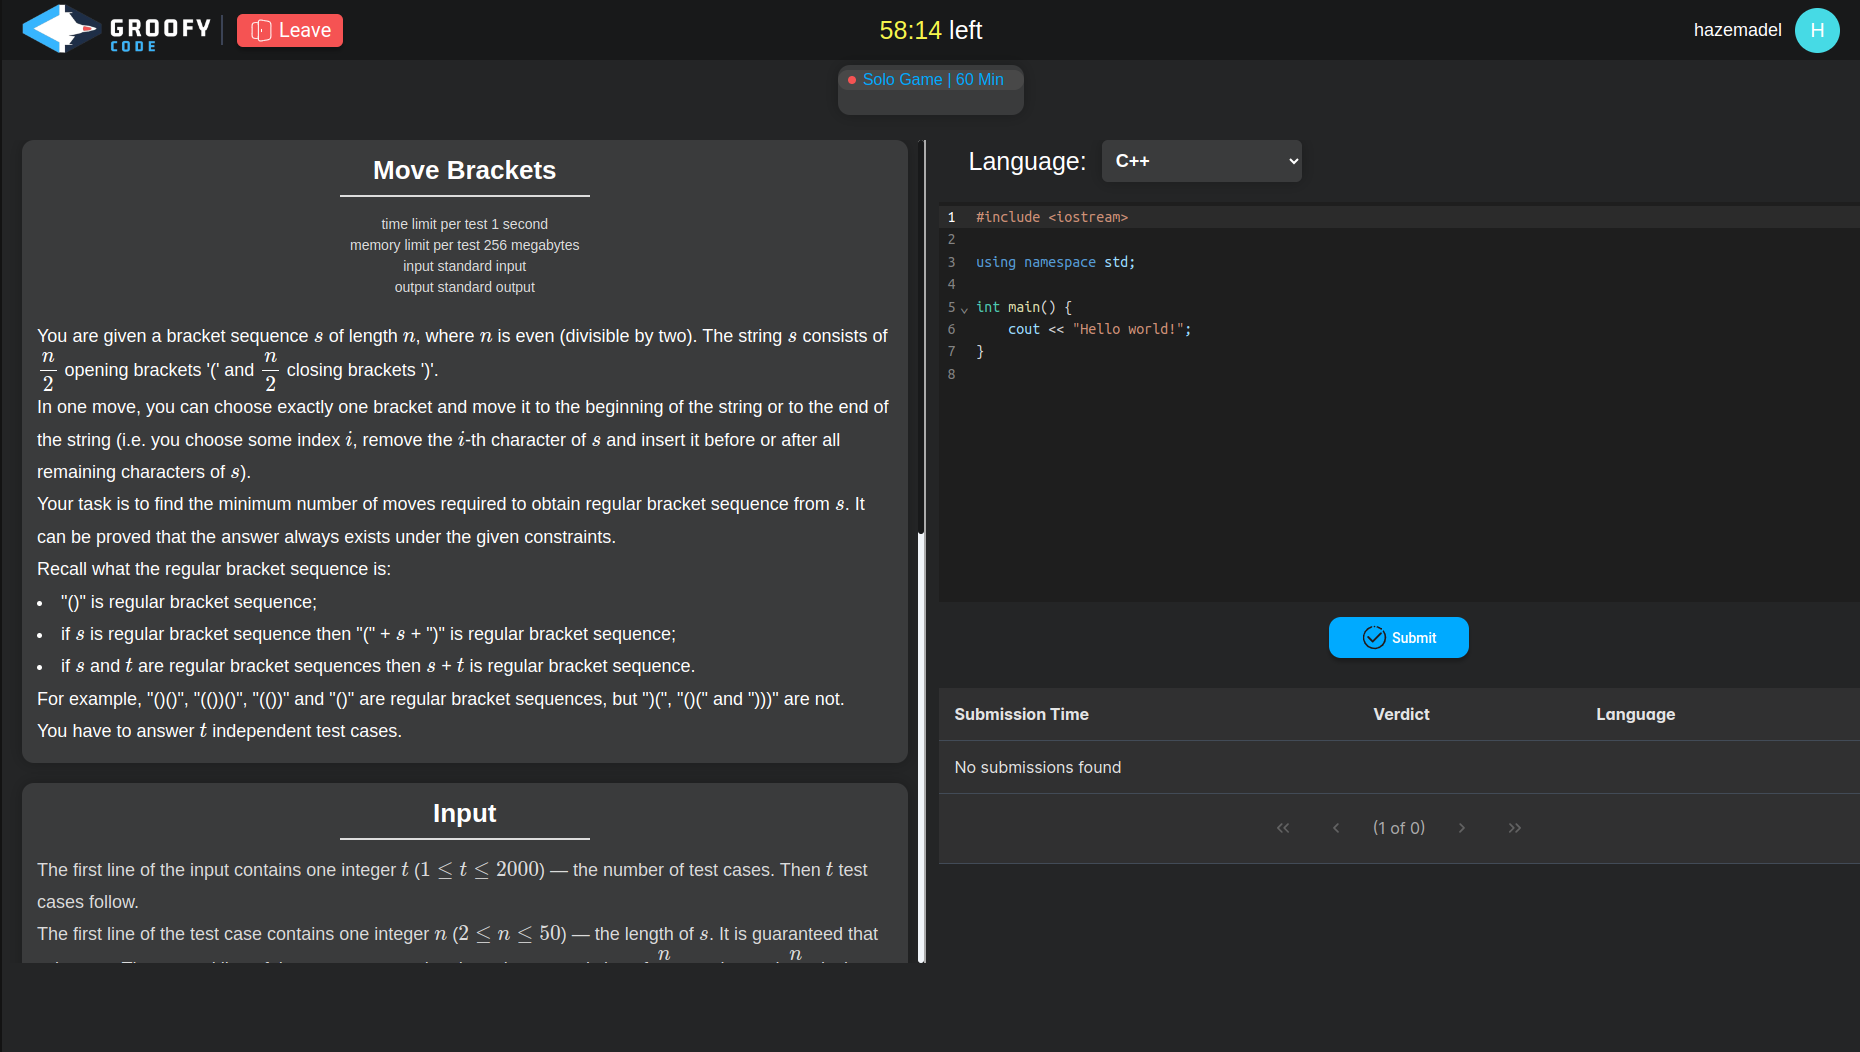 GROOFY
CODE
Leave
58:14 left
hazemadel
H
Solo Game | 60 Min
Move Brackets
time limit per test 1 second
memory limit per test 256 megabytes
input standard input
output standard output
You are given a bracket sequence s of length n, where n is even (divisible by two). The string s consists of
n/2 opening brackets '(' and n/2 closing brackets ')'.
In one move, you can choose exactly one bracket and move it to the beginning of the string or to the end of
the string (i.e. you choose some index i, remove the i-th character of s and insert it before or after all
remaining characters of s).
Your task is to find the minimum number of moves required to obtain regular bracket sequence from s. It
can be proved that the answer always exists under the given constraints.
Recall what the regular bracket sequence is:
• "()" is regular bracket sequence;
• if s is regular bracket sequence then "(" + s + ")" is regular bracket sequence;
• if s and t are regular bracket sequences then s + t is regular bracket sequence.
For example, "()()", "(())()", "(())" and "()" are regular bracket sequences, but ")(", "()(" and ")))" are not.
You have to answer t independent test cases.
Input
The first line of the input contains one integer t (1 ≤ t ≤ 2000) — the number of test cases. Then t test
cases follow.
The first line of the test case contains one integer n (2 ≤ n ≤ 50) — the length of s. It is guaranteed that
n n
Language: C++
1 #include <iostream>
2
3 using namespace std;
4
5 int main() {
6 cout << "Hello world!";
7 }
8
Submit
Submission Time Verdict Language
No submissions found
« ‹ (1 of 0) › »